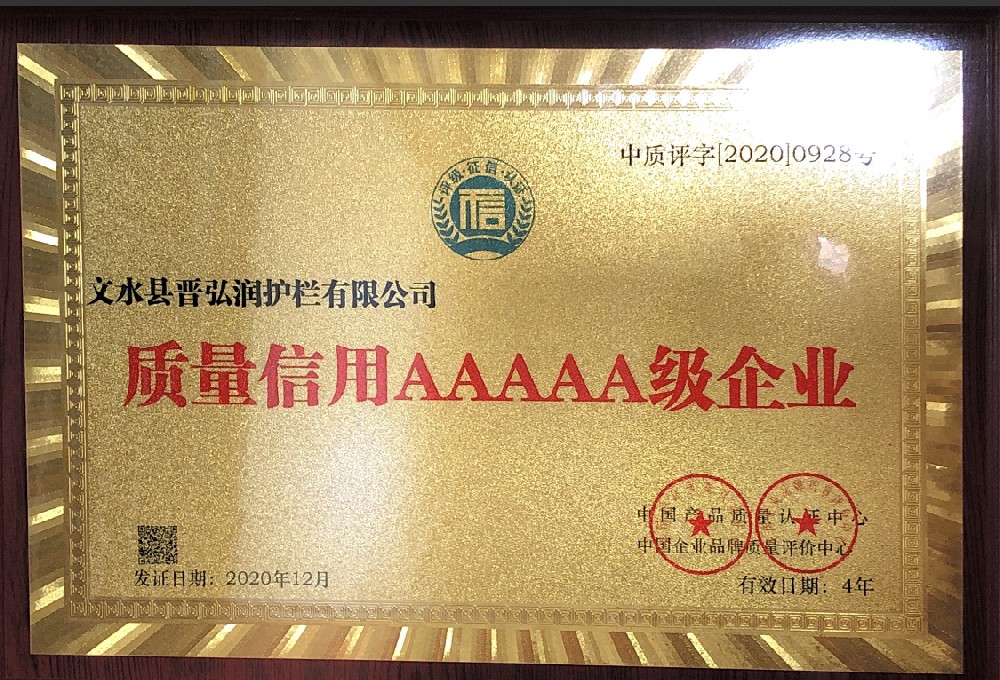 中质评字[2020]0928号
评级·征信·认证
信
文水县晋弘润护栏有限公司
质量信用AAAAA级企业
中国产品质量认证中心
中国企业品牌质量评价中心
发证日期：2020年12月
有效日期：4年